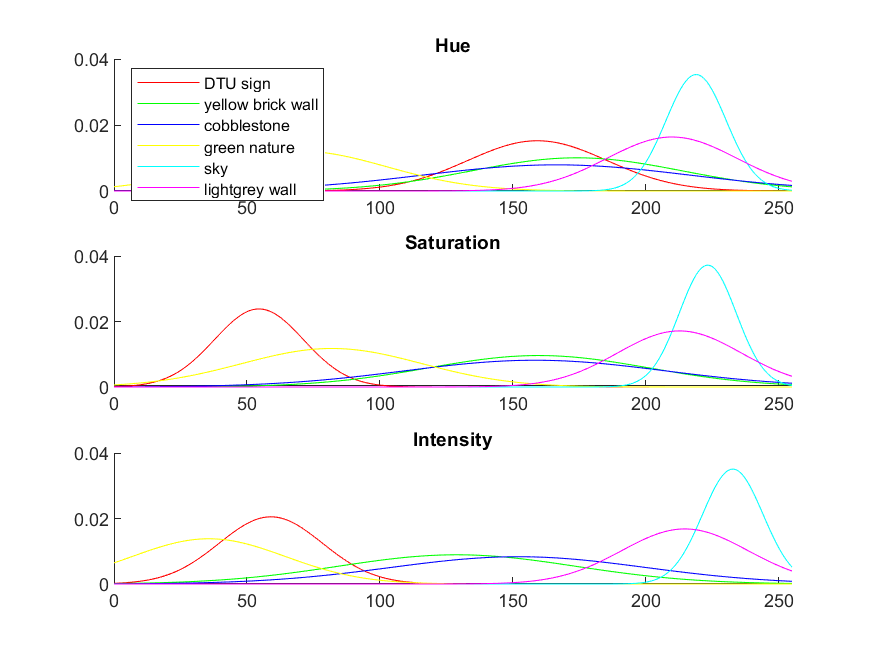 Hue
0.04
0.02
0
DTU sign
yellow brick wall
cobblestone
green nature
sky
lightgrey wall
0 50 100 150 200 250
Saturation
0.04
0.02
0
0 50 100 150 200 250
Intensity
0.04
0.02
0
0 50 100 150 200 250